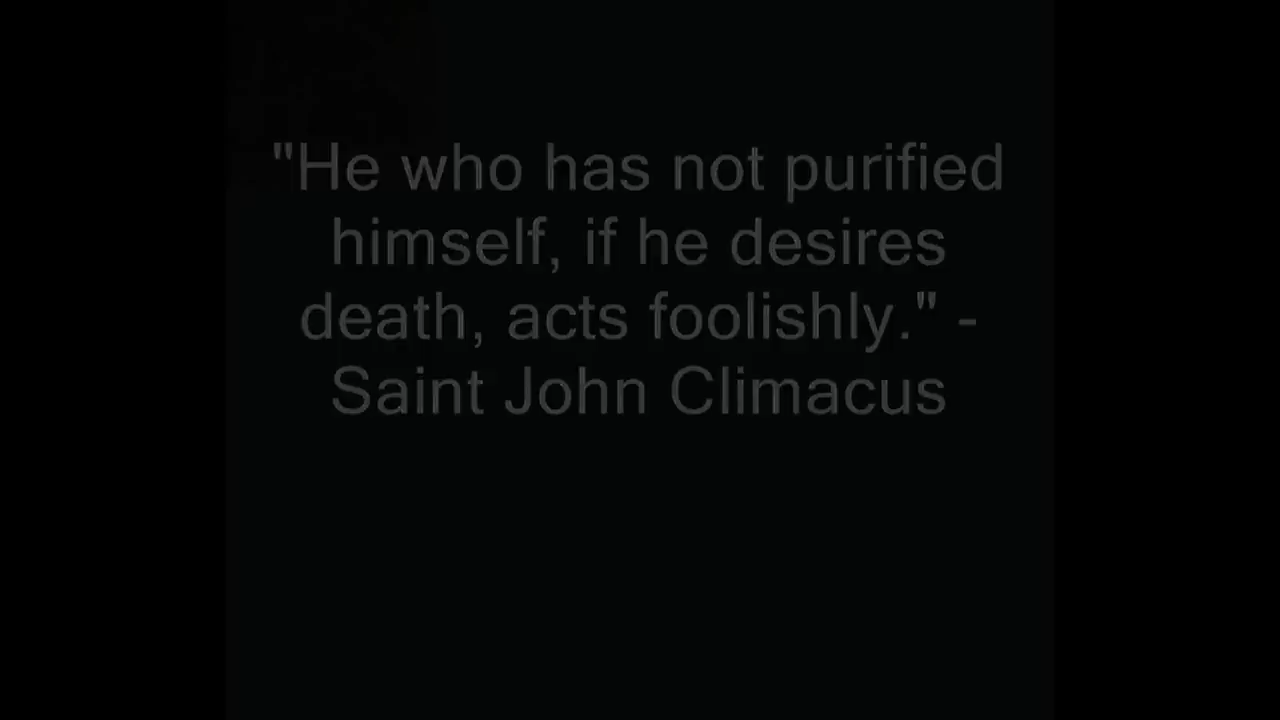 "He who has not purified
himself, if he desires
death, acts foolishly." -
Saint John Climacus